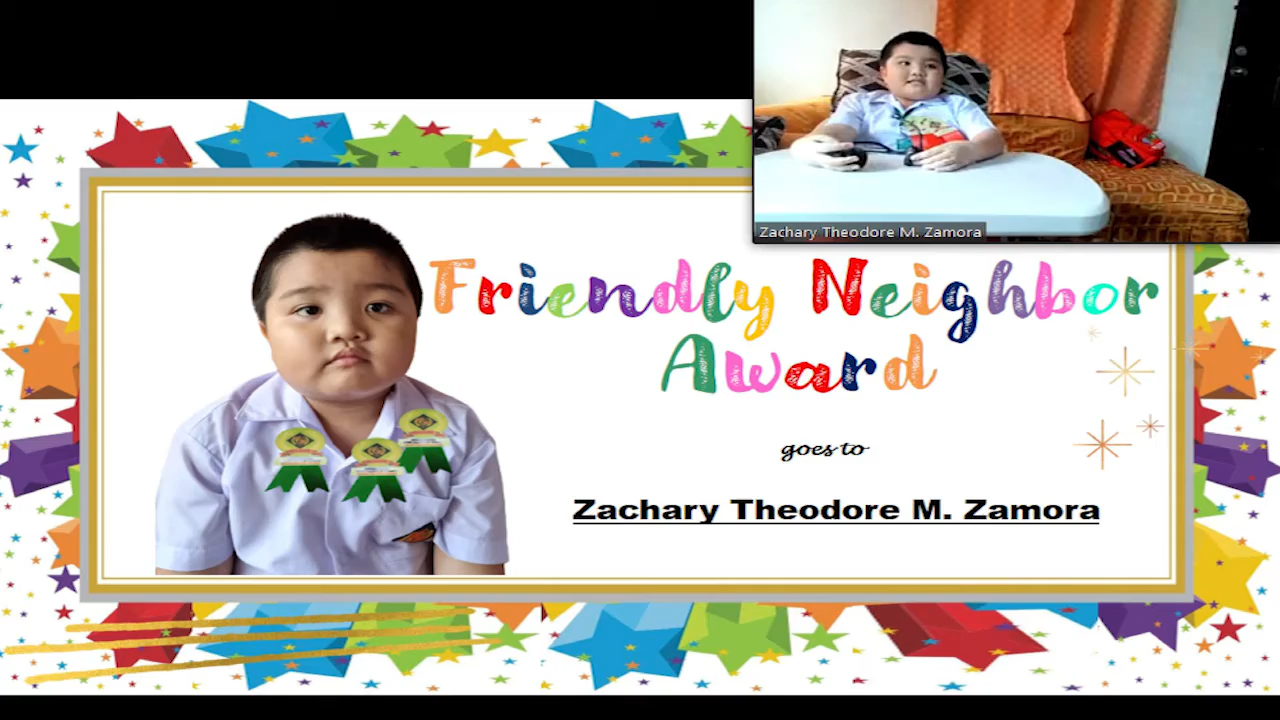 Zachary Theodore M. Zamora
Friendly Neighbor
Award
goes to
Zachary Theodore M. Zamora